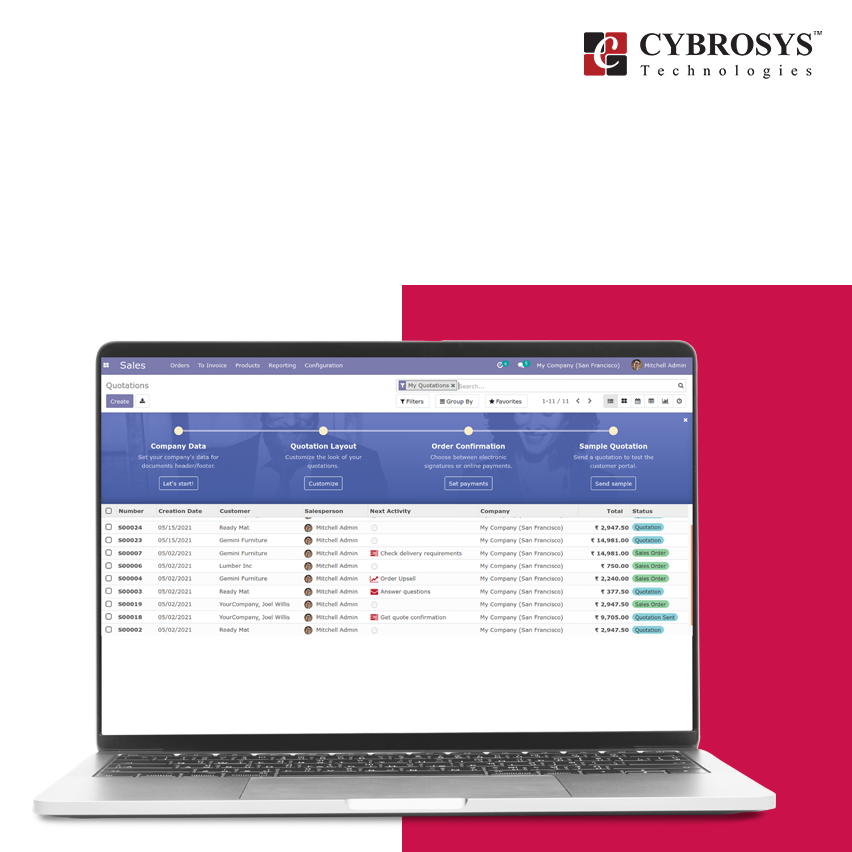 CYBROSYS™
Technologies
Sales Orders To Invoice Products Reporting Configuration My Company (San Francisco) Mitchell Admin
Quotations My Quotations × Search...
Create Filters Group By Favorites 1-11 / 11
Company Data Quotation Layout Order Confirmation Sample Quotation
Set your company's data for Customize the look of your Choose between electronic Send a quotation to test the
documents header/footer. quotations. signatures or online payments. customer portal.
Let's start! Customize Set payments Send sample
Number Creation Date Customer Salesperson Next Activity Company Total Status
S00024 05/15/2021 Ready Mat Mitchell Admin My Company (San Francisco) ₹ 2,947.50 Quotation
S00023 05/15/2021 Gemini Furniture Mitchell Admin My Company (San Francisco) ₹ 14,981.00 Quotation
S00007 05/02/2021 Gemini Furniture Mitchell Admin Check delivery requirements My Company (San Francisco) ₹ 14,981.00 Sales Order
S00006 05/02/2021 Lumber Inc Mitchell Admin My Company (San Francisco) ₹ 750.00 Sales Order
S00004 05/02/2021 Gemini Furniture Mitchell Admin Order Upsell My Company (San Francisco) ₹ 2,240.00 Sales Order
S00003 05/02/2021 Ready Mat Mitchell Admin Answer questions My Company (San Francisco) ₹ 377.50 Quotation
S00019 05/02/2021 YourCompany, Joel Willis Mitchell Admin My Company (San Francisco) ₹ 2,947.50 Sales Order
S00018 05/02/2021 YourCompany, Joel Willis Mitchell Admin Get quote confirmation My Company (San Francisco) ₹ 9,705.00 Quotation Sent
S00002 05/02/2021 Ready Mat Mitchell Admin My Company (San Francisco) ₹ 2,947.50 Quotation